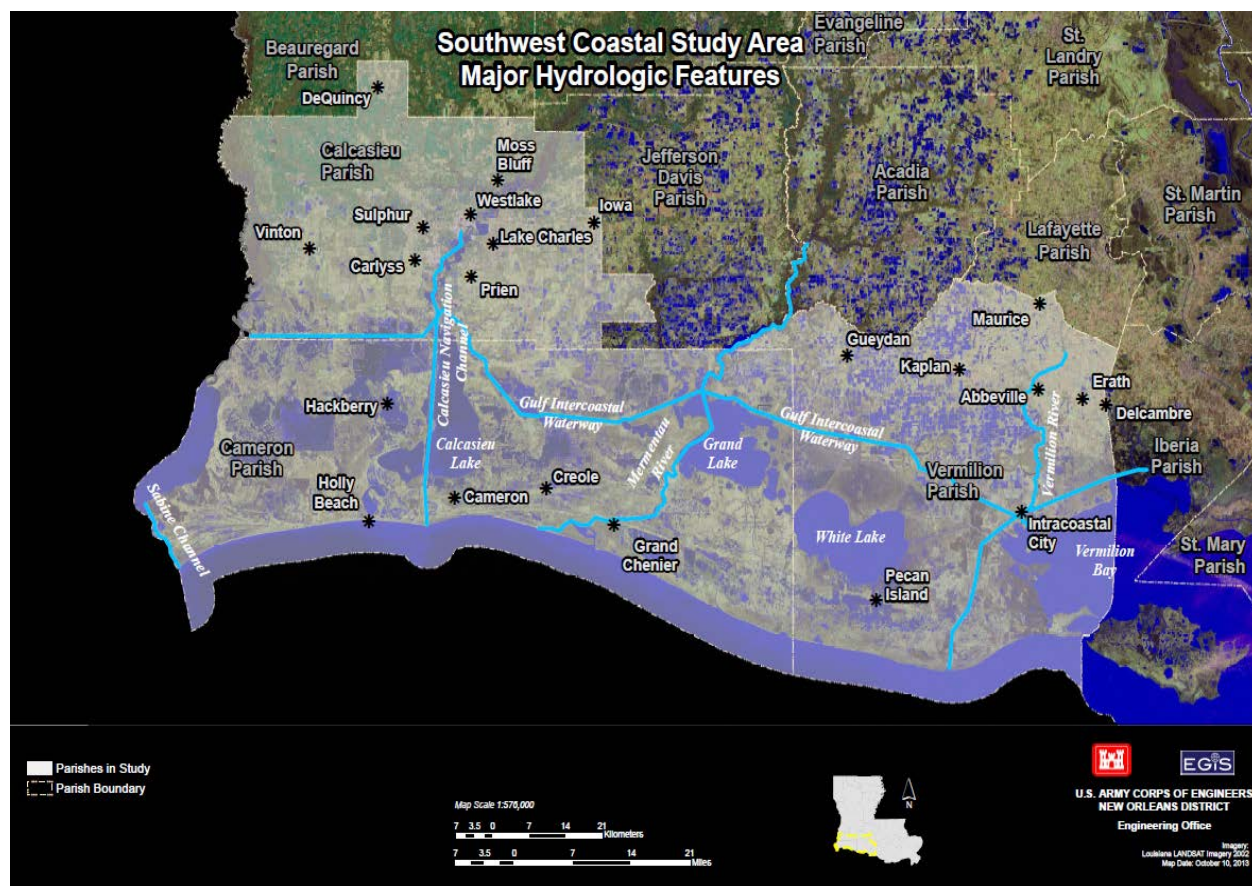 Southwest Coastal Study Area
Major Hydrologic Features
Beauregard
Parish
Evangeline
Parish
St.
Landry
Parish
DeQuincy
Calcasieu
Parish
Moss
Bluff
Jefferson
Davis
Parish
Acadia
Parish
St. Martin
Parish
Westlake
Iowa
Sulphur
Lake Charles
Vinton
Lafayette
Parish
Carlyss
Prien
Calcasieu Navigation
Channel
Maurice
Gueydan
Kaplan
Abbeville
Erath
Delcambre
Hackberry
Gulf Intercoastal
Waterway
Gulf Intercoastal
Waterway
Vermilion River
Iberia
Parish
Cameron
Parish
Calcasieu
Lake
Mermentau
River
Grand
Lake
Vermilion
Parish
Holly
Beach
Cameron
Creole
Sabine Channel
Grand
Chenier
White Lake
Intracoastal
City
Vermilion
Bay
St. Mary
Parish
Pecan
Island
Parishes in Study
Parish Boundary
Map Scale 1:576,000
7 3.5 0 7 14 21
Kilometers
7 3.5 0 7 14 21
Miles
N
EGIS
U.S. ARMY CORPS OF ENGINEERS
NEW ORLEANS DISTRICT
Engineering Office
Imagery:
Louisiana LANDSAT Imagery 2002
Map Date: October 10, 2013